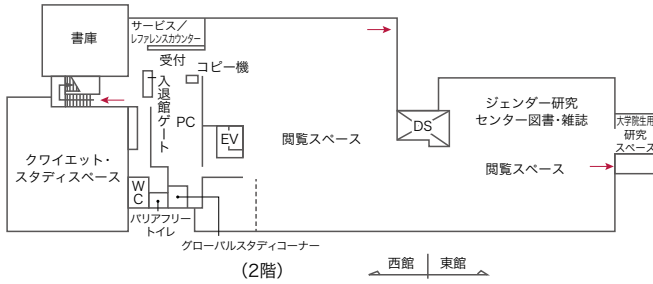 書庫
サービス／
レファレンスカウンター
受付
コピー機
入退館ゲート
PC
EV
閲覧スペース
DS
ジェンダー研究
センター図書・雑誌
閲覧スペース
大学院生用
研究
スペース
クワイエット・
スタディスペース
WC
バリアフリー
トイレ
グローバルスタディコーナー
（2階）
西館
東館